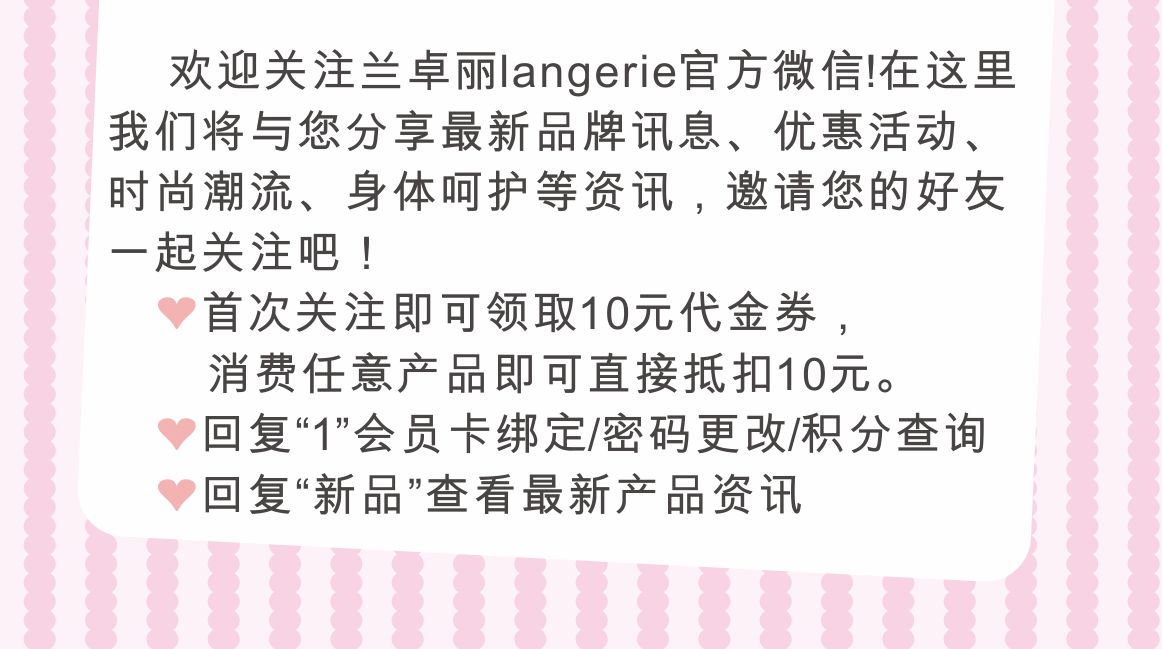 欢迎关注兰卓丽langerie官方微信!在这里
我们将与您分享最新品牌讯息、优惠活动、
时尚潮流、身体呵护等资讯，邀请您的好友
一起关注吧！
首次关注即可领取10元代金券，
消费任意产品即可直接抵扣10元。
回复“1”会员卡绑定/密码更改/积分查询
回复“新品”查看最新产品资讯